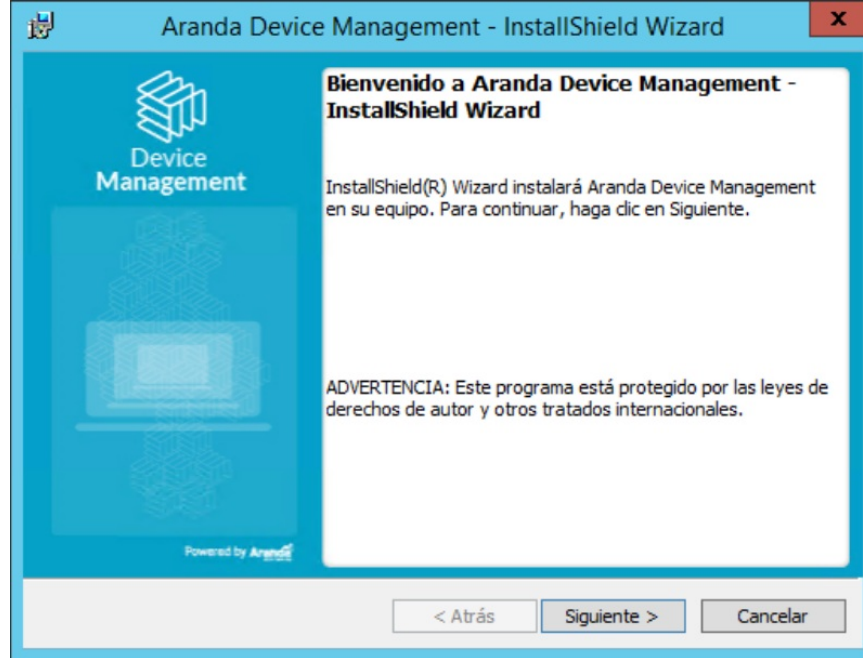 Aranda Device Management - InstallShield Wizard
x
Device
Management
Powered by Aranda
Bienvenido a Aranda Device Management -
InstallShield Wizard
InstallShield(R) Wizard instalará Aranda Device Management
en su equipo. Para continuar, haga clic en Siguiente.
ADVERTENCIA: Este programa está protegido por las leyes de
derechos de autor y otros tratados internacionales.
< Atrás
Siguiente >
Cancelar